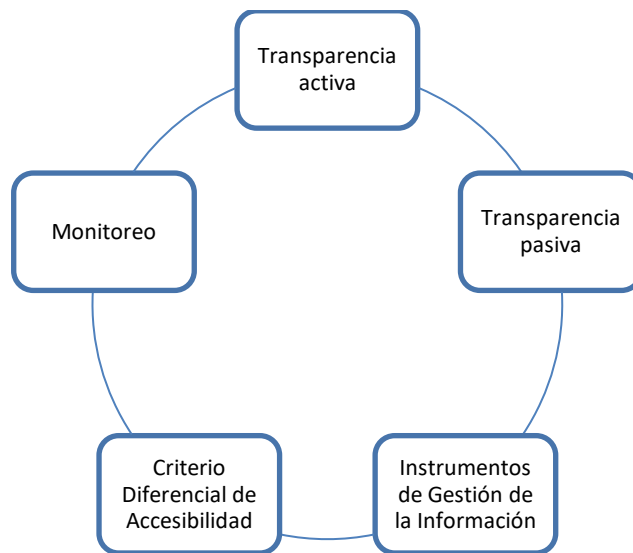 Transparencia
activa
Transparencia
pasiva
Instrumentos
de Gestión de
la Información
Criterio
Diferencial de
Accesibilidad
Monitoreo